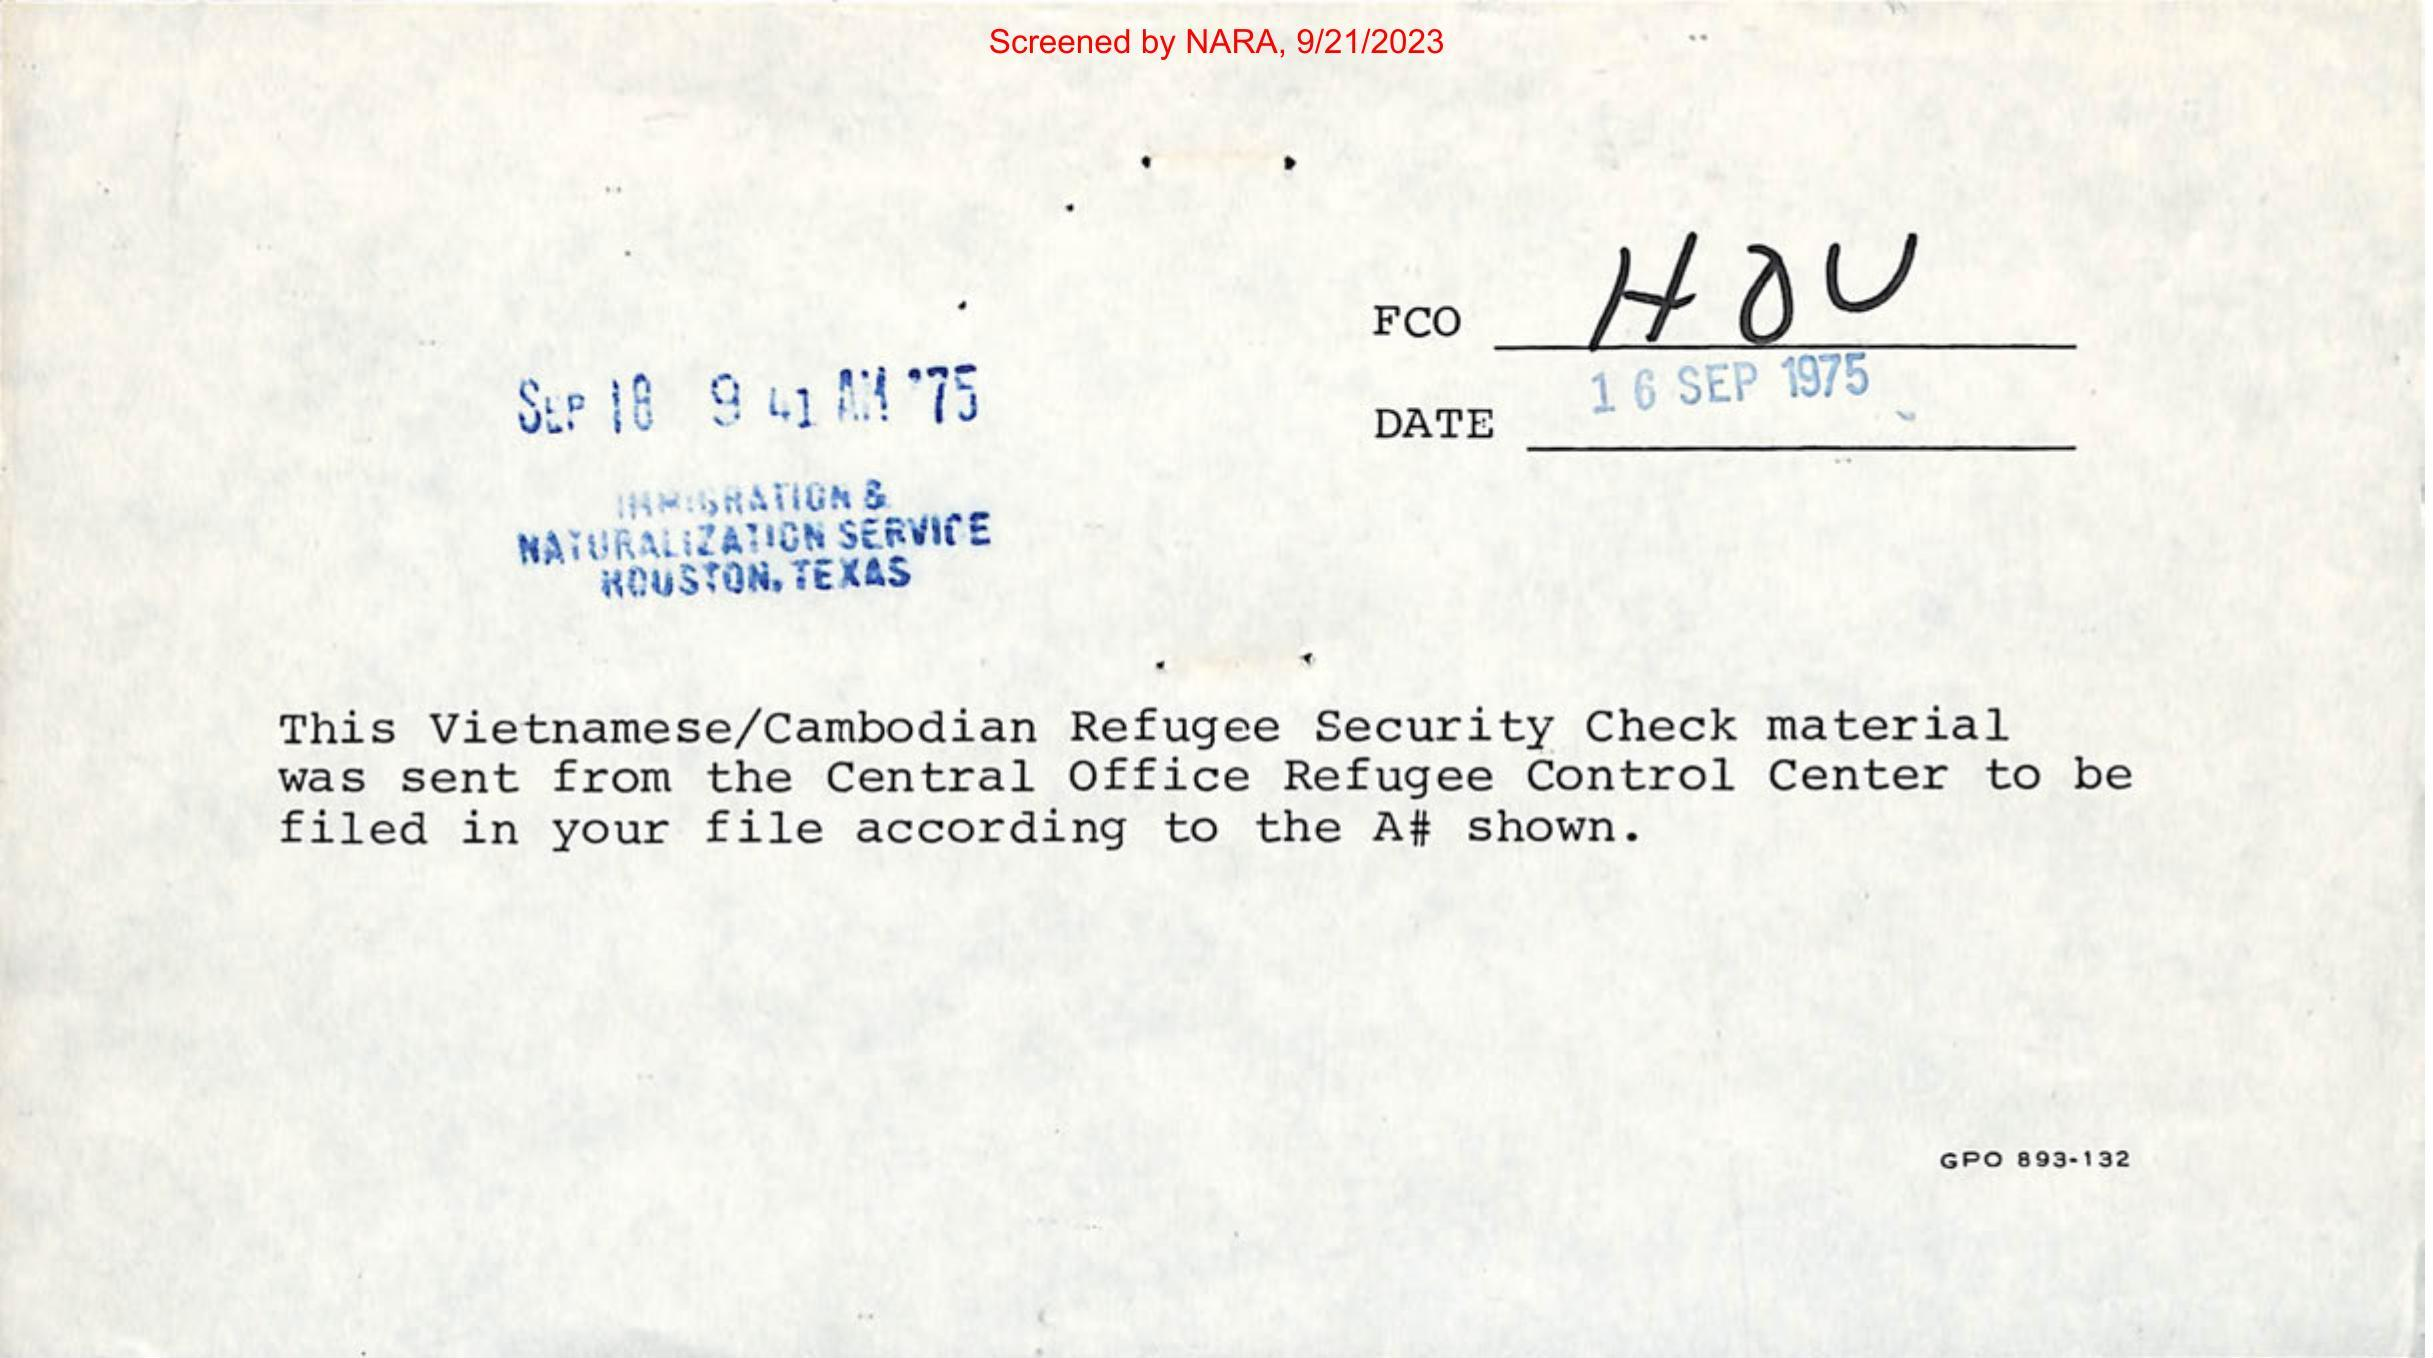 Screened by NARA, 9/21/2023
FCO HOU
SEP 18 9 41 AM '75
DATE 16 SEP 1975
IMMIGRATION &
NATURALIZATION SERVICE
HOUSTON, TEXAS
This Vietnamese/Cambodian Refugee Security Check material
was sent from the Central Office Refugee Control Center to be
filed in your file according to the A# shown.
GPO 893-132